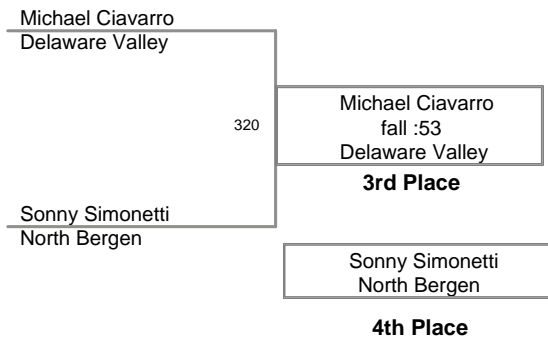 Michael Ciavarro
Delaware Valley
320
Michael Ciavarro
fall :53
Delaware Valley
3rd Place
Sonny Simonetti
North Bergen
Sonny Simonetti
North Bergen
4th Place